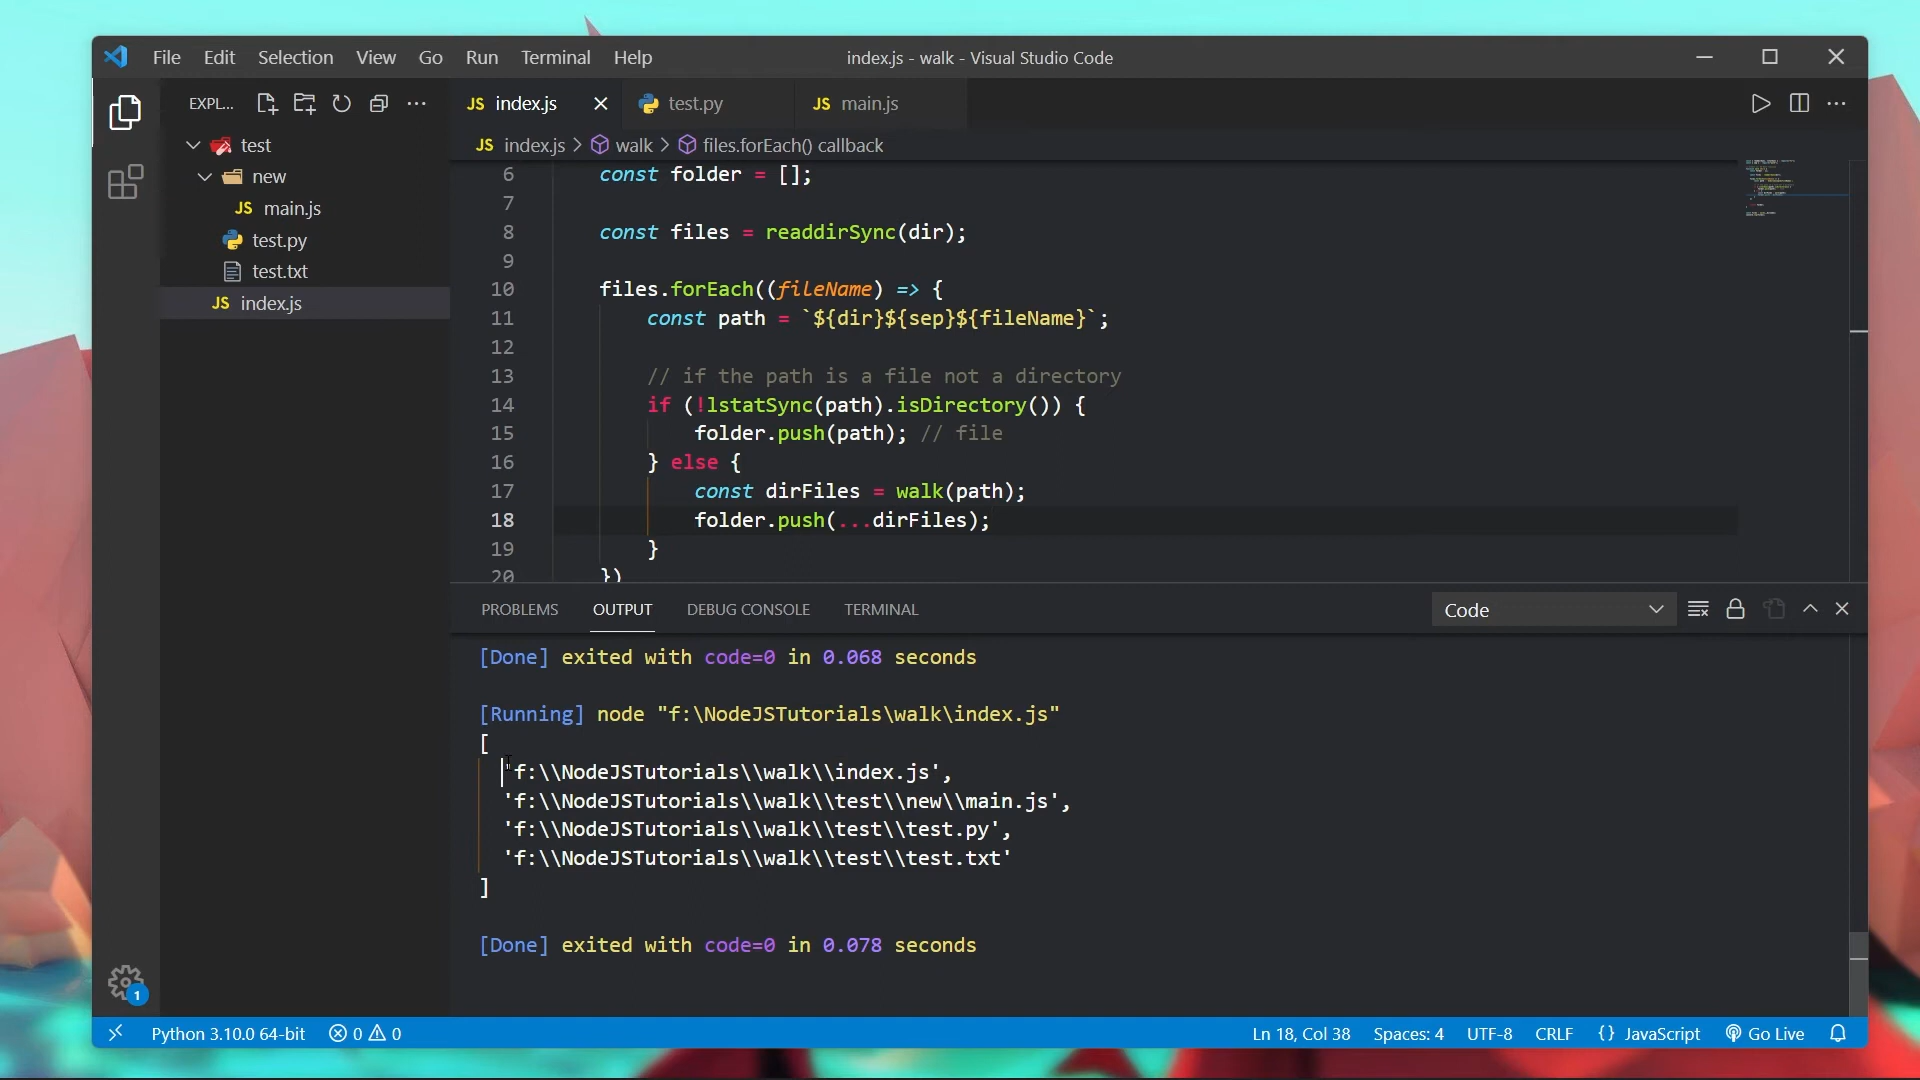 File Edit Selection View Go Run Terminal Help
index.js - walk - Visual Studio Code
EXPL...
JS index.js
test.py
JS main.js
JS index.js > walk > files.forEach() callback
test
new
JS main.js
test.py
test.txt
JS index.js
6 const folder = [];
7
8 const files = readdirSync(dir);
9
10 files.forEach((fileName) => {
11 const path = `${dir}${sep}${fileName}`;
12
13 // if the path is a file not a directory
14 if (!lstatSync(path).isDirectory()) {
15 folder.push(path); // file
16 } else {
17 const dirFiles = walk(path);
18 folder.push(...dirFiles);
19 }
20 })
PROBLEMS OUTPUT DEBUG CONSOLE TERMINAL
Code
[Done] exited with code=0 in 0.068 seconds
[Running] node "f:\NodeJSTutorials\walk\index.js"
[
'f:\\NodeJSTutorials\\walk\\index.js',
'f:\\NodeJSTutorials\\walk\\test\\new\\main.js',
'f:\\NodeJSTutorials\\walk\\test\\test.py',
'f:\\NodeJSTutorials\\walk\\test\\test.txt'
]
[Done] exited with code=0 in 0.078 seconds
1
Python 3.10.0 64-bit 0 0
Ln 18, Col 38 Spaces: 4 UTF-8 CRLF {} JavaScript Go Live